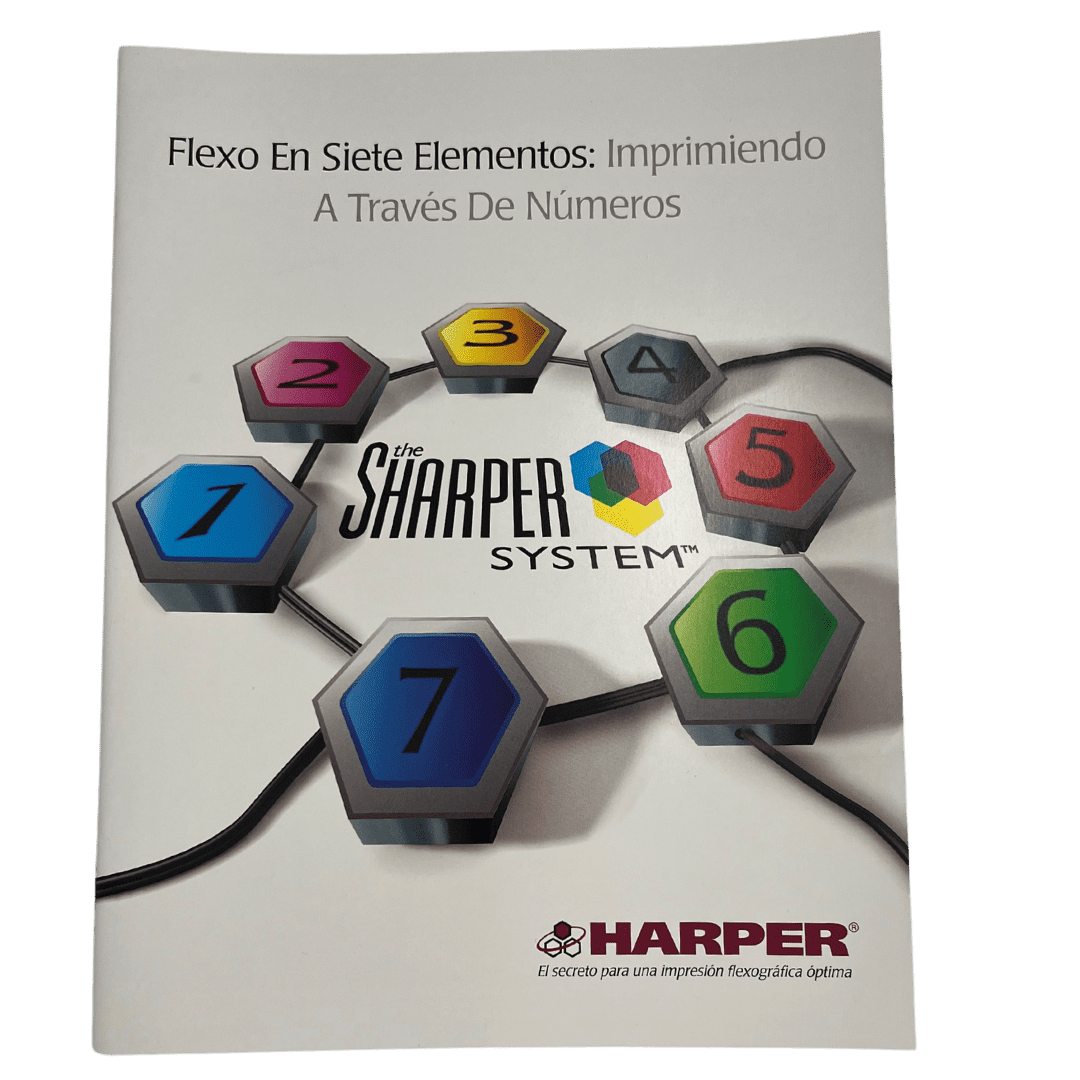 Flexo En Siete Elementos: Imprimiendo
A Través De Números
3
2
4
5
the
SHARPER
SYSTEM™
1
6
7
HARPER®
El secreto para una impresión flexográfica óptima